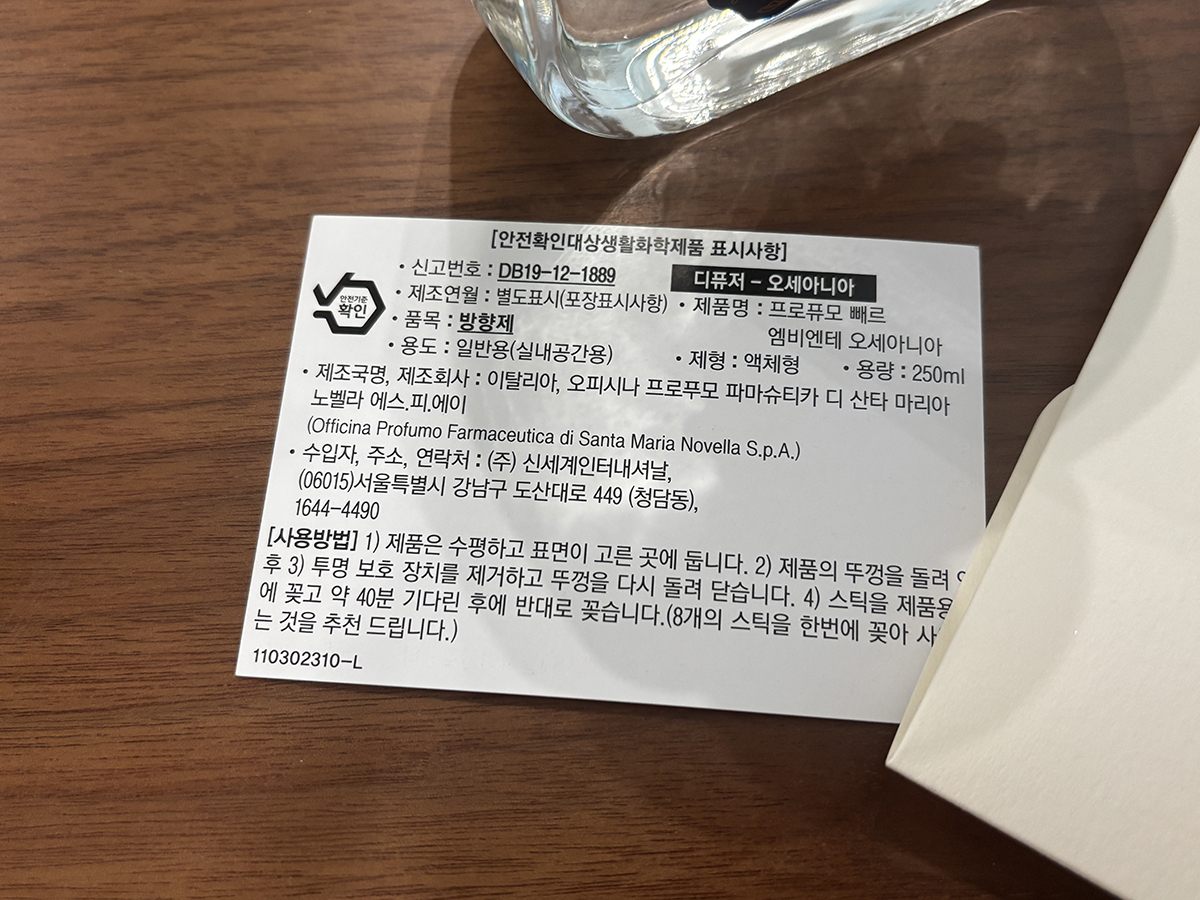 [안전확인대상생활화학제품 표시사항]
안전기준
확인
• 신고번호 : DB19-12-1889
디퓨저 - 오세아니아
• 제조연월 : 별도표시(포장표시사항)
• 제품명 : 프로퓨모 빼르
• 품목 : 방향제
엠비엔테 오세아니아
• 용도 : 일반용(실내공간용)
• 제형 : 액체형
• 용량 : 250ml
• 제조국명, 제조회사 : 이탈리아, 오피시나 프로푸모 파마슈티카 디 산타 마리아
노벨라 에스.피.에이
(Officina Profumo Farmaceutica di Santa Maria Novella S.p.A.)
• 수입자, 주소, 연락처 : (주) 신세계인터내셔날,
(06015)서울특별시 강남구 도산대로 449 (청담동),
1644-4490
[사용방법] 1) 제품은 수평하고 표면이 고른 곳에 둡니다. 2) 제품의 뚜껑을 돌려
후 3) 투명 보호 장치를 제거하고 뚜껑을 다시 돌려 닫습니다. 4) 스틱을 제품용
에 꽂고 약 40분 기다린 후에 반대로 꽂습니다.(8개의 스틱을 한번에 꽂아 사
는 것을 추천 드립니다.)
110302310-L